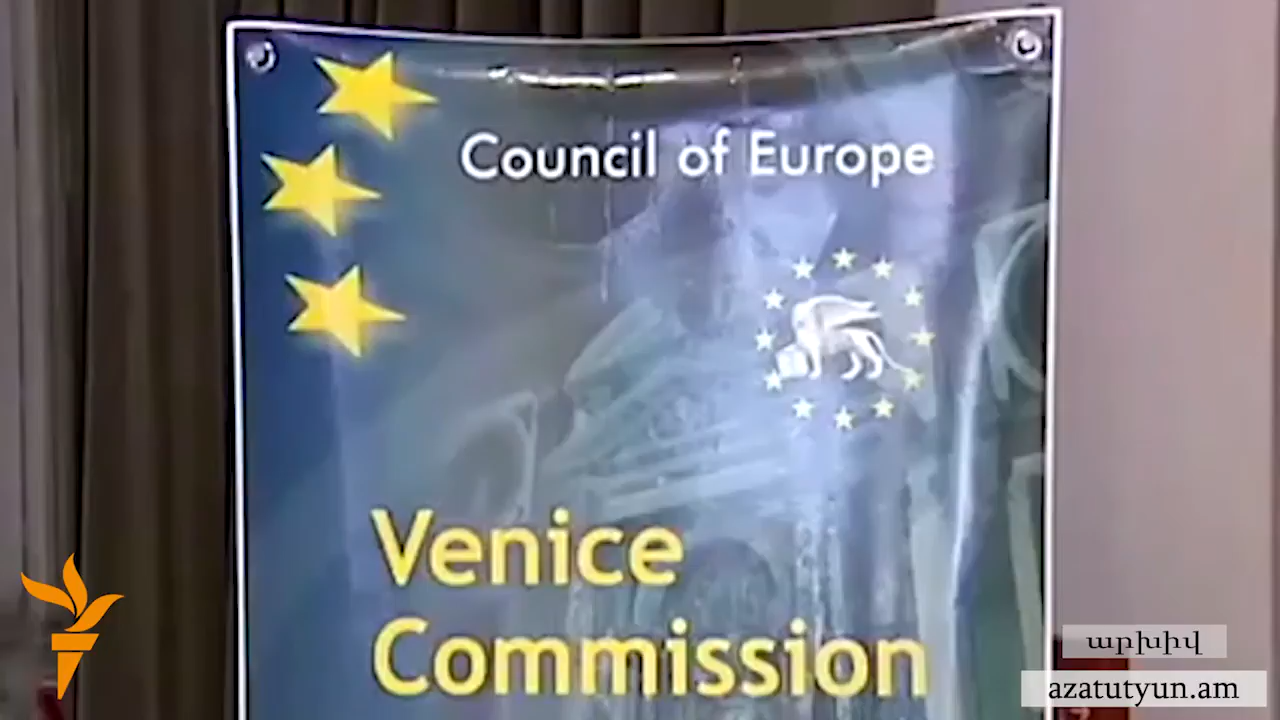 Council of Europe
Venice
Commission
արխիվ
azatutyun.am